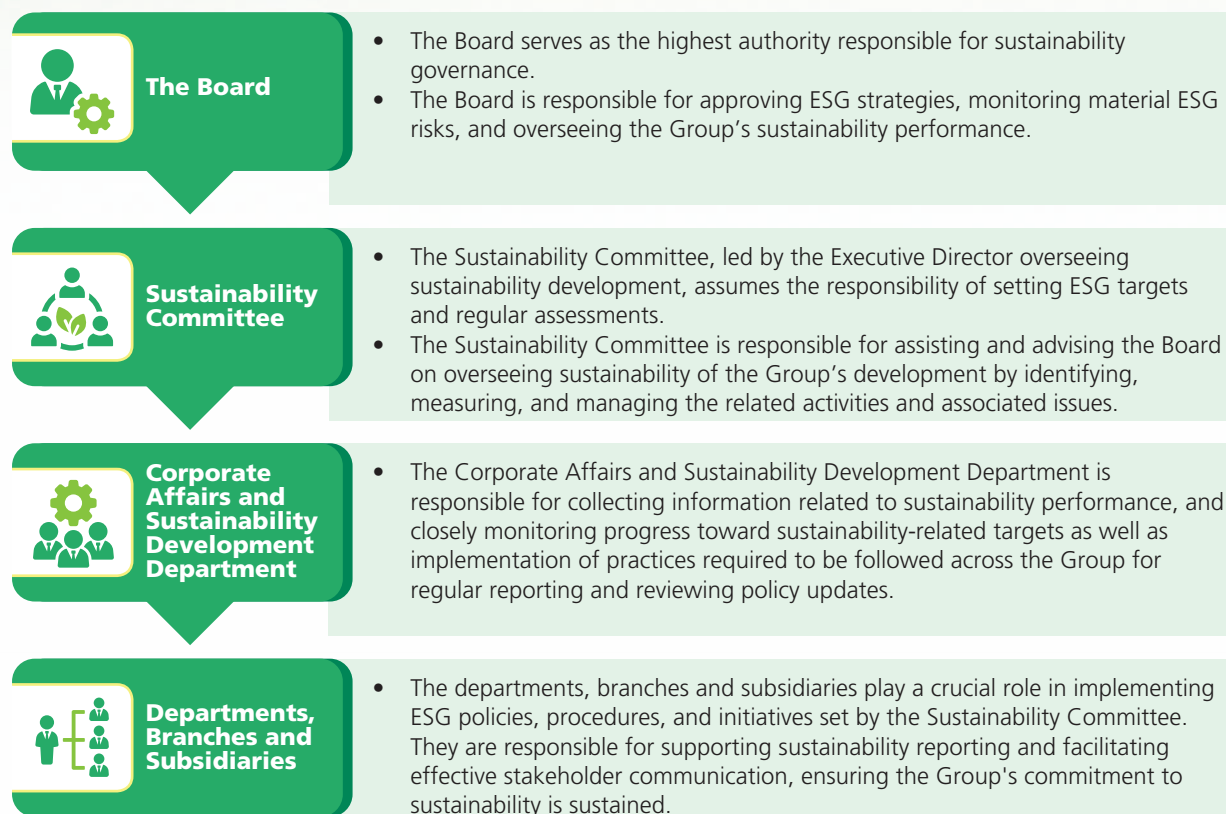 The Board
• The Board serves as the highest authority responsible for sustainability
governance.
• The Board is responsible for approving ESG strategies, monitoring material ESG
risks, and overseeing the Group’s sustainability performance.
Sustainability
Committee
• The Sustainability Committee, led by the Executive Director overseeing
sustainability development, assumes the responsibility of setting ESG targets
and regular assessments.
• The Sustainability Committee is responsible for assisting and advising the Board
on overseeing sustainability of the Group’s development by identifying,
measuring, and managing the related activities and associated issues.
Corporate
Affairs and
Sustainability
Development
Department
• The Corporate Affairs and Sustainability Development Department is
responsible for collecting information related to sustainability performance, and
closely monitoring progress toward sustainability-related targets as well as
implementation of practices required to be followed across the Group for
regular reporting and reviewing policy updates.
Departments,
Branches and
Subsidiaries
• The departments, branches and subsidiaries play a crucial role in implementing
ESG policies, procedures, and initiatives set by the Sustainability Committee.
They are responsible for supporting sustainability reporting and facilitating
effective stakeholder communication, ensuring the Group's commitment to
sustainability is sustained.